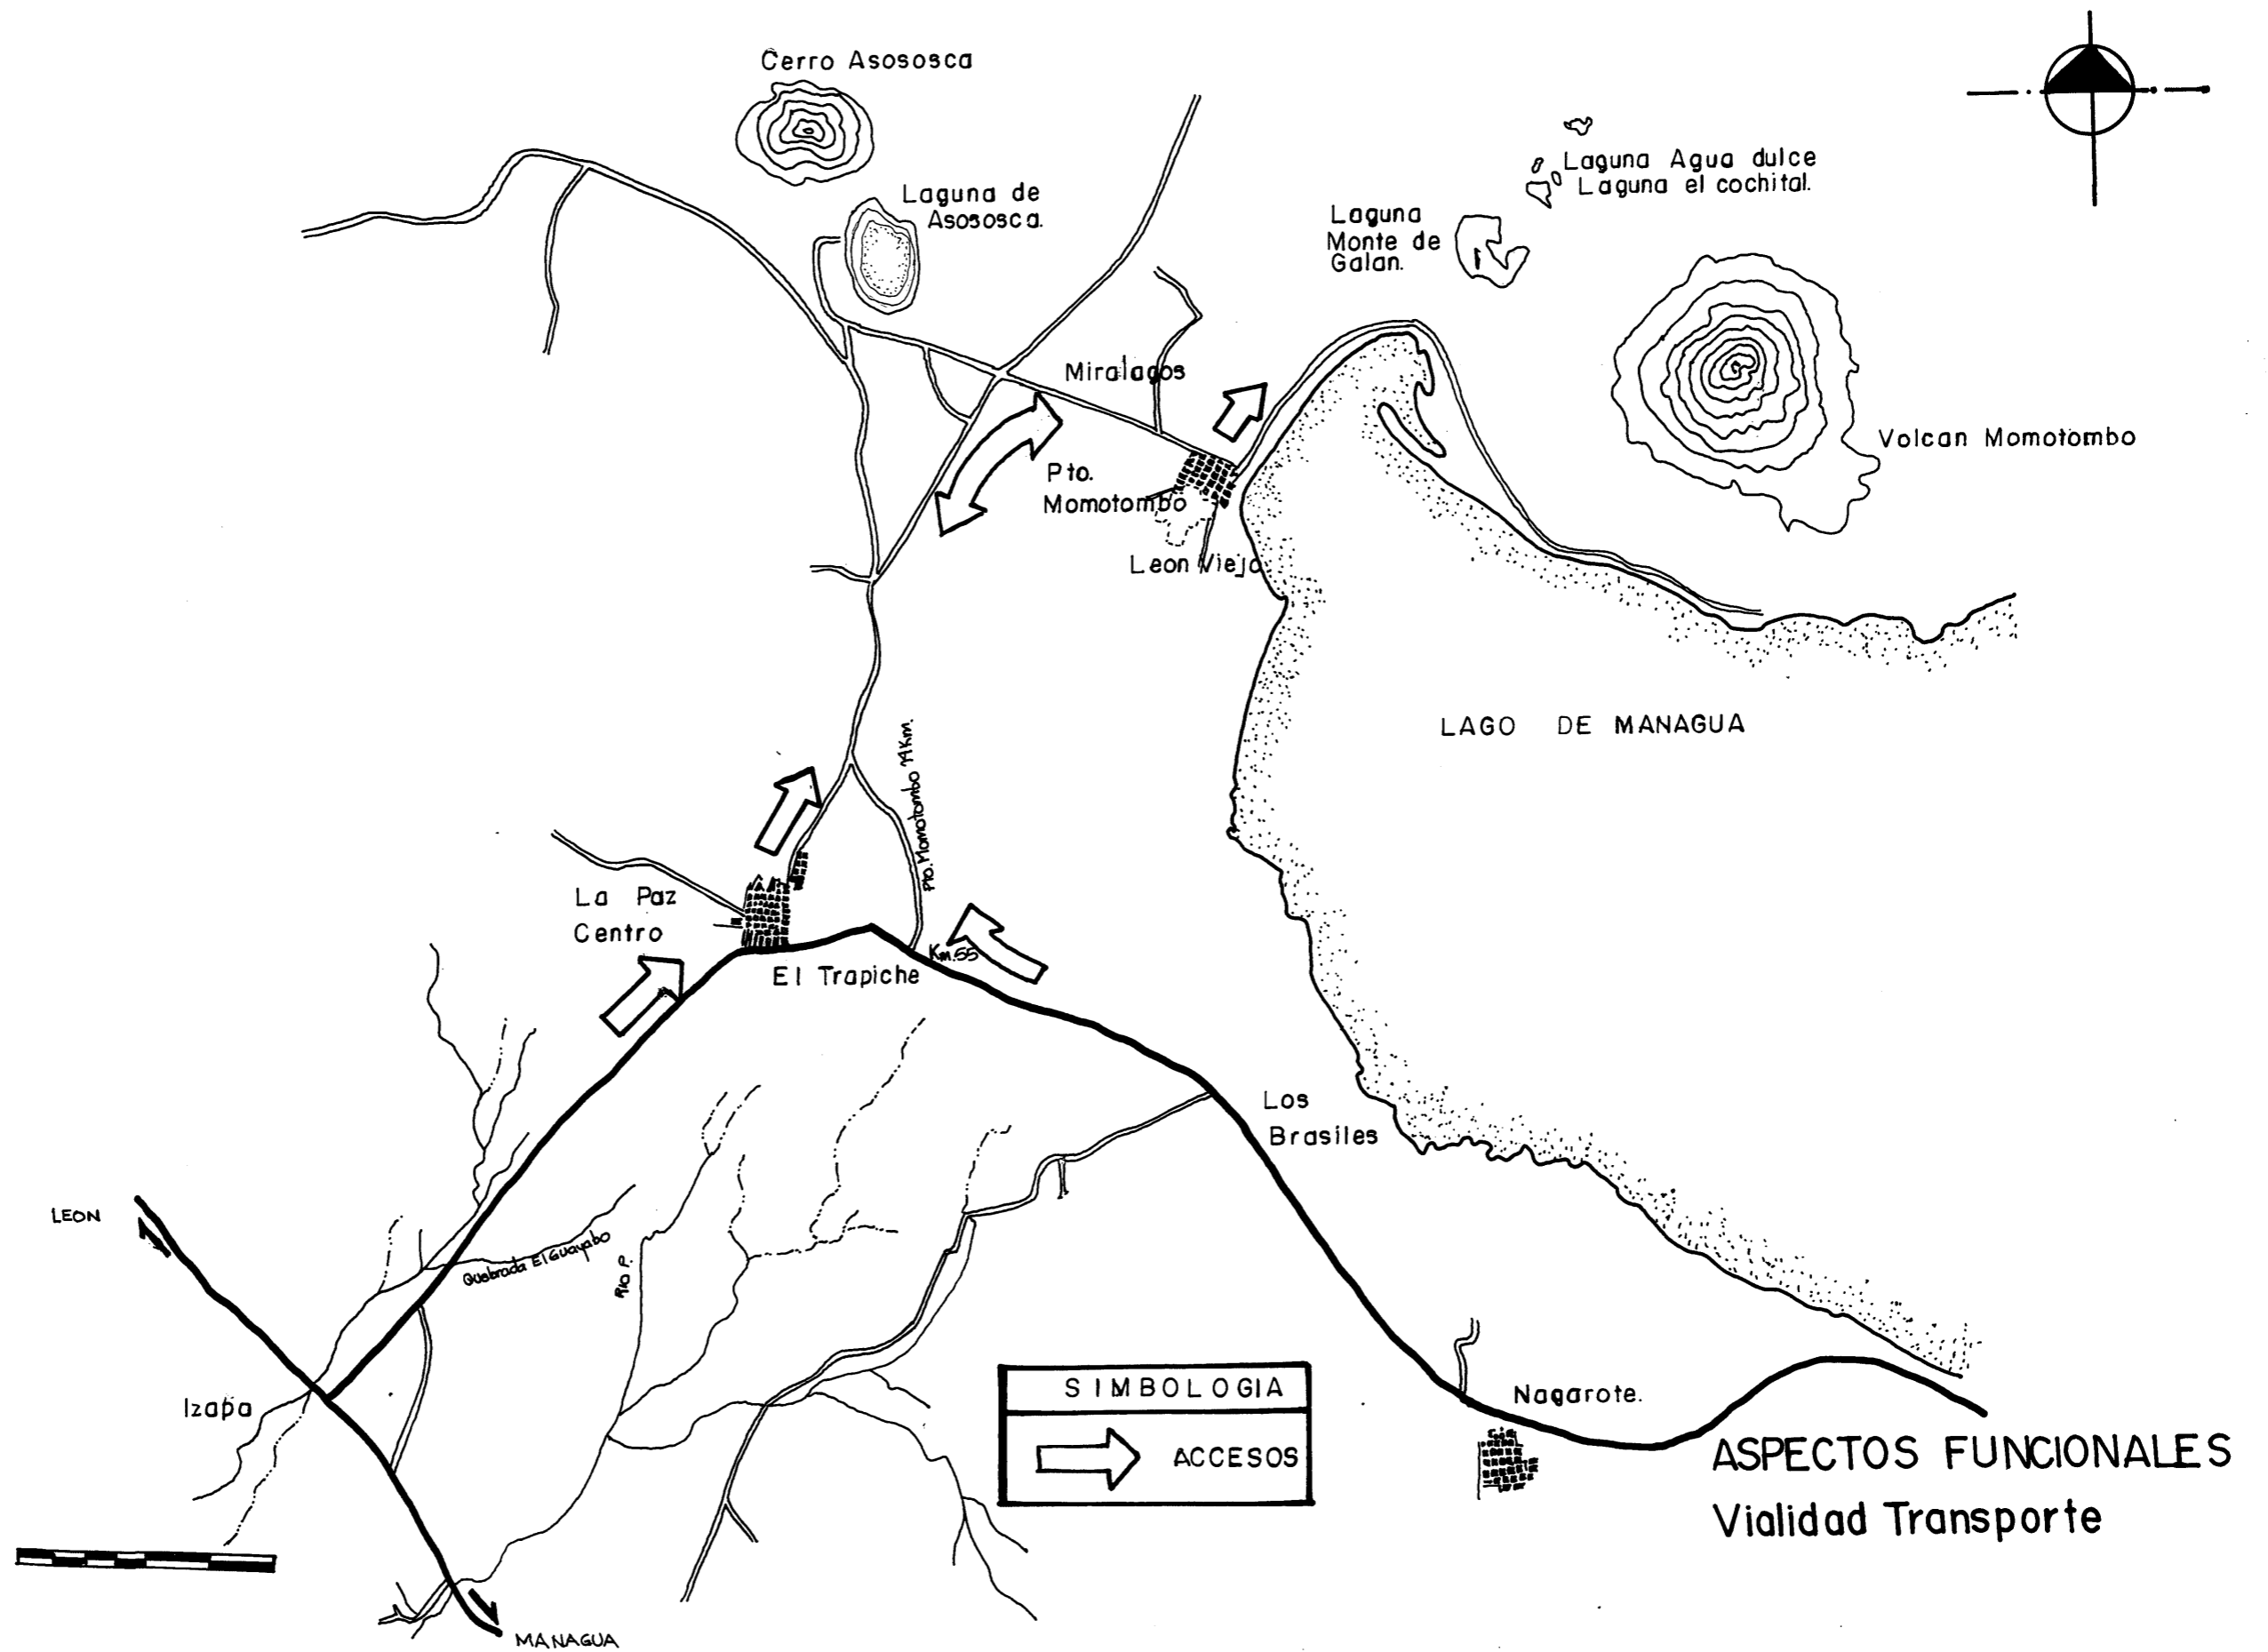 Cerro Asososca
Laguna de
Asososca.
Laguna Agua dulce
Laguna el cochital.
Laguna
Monte de
Galan.
Miralagos
Volcan Momotombo
Pto.
Momotombo
Leon Viejo
LAGO DE MANAGUA
Pto. Momotombo 14Km.
La Paz
Centro
Km.55
El Trapiche
Los
Brasiles
LEON
Quebrada El Guayabo
Rio P.
Izapa
Nagarote.
SIMBOLOGIA
ACCESOS
ASPECTOS FUNCIONALES
Vialidad Transporte
MANAGUA